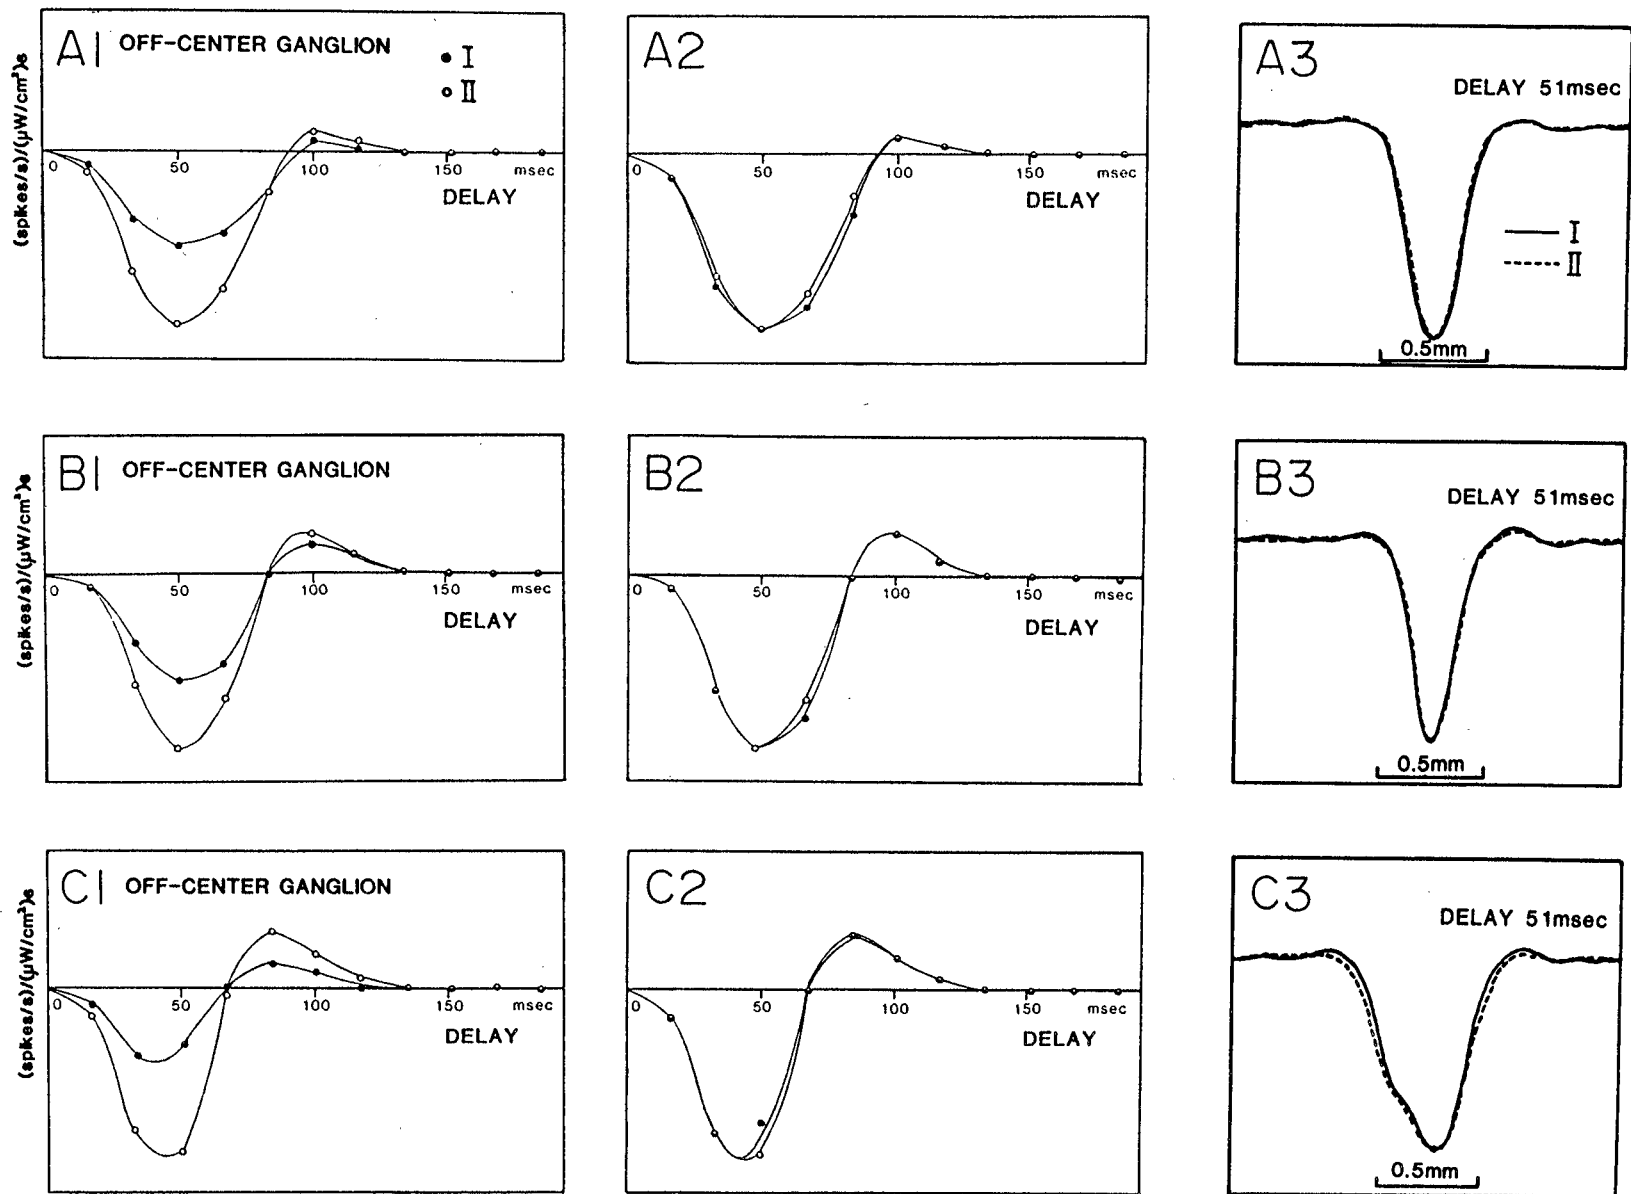 A1 OFF-CENTER GANGLION
● I
○ II
(spikes/s)/(μW/cm²)s
0 50 100 150 msec
DELAY
A2
0 50 100 150 msec
DELAY
A3
DELAY 51msec
I
II
0.5mm
B1 OFF-CENTER GANGLION
(spikes/s)/(μW/cm²)s
0 50 100 150 msec
DELAY
B2
0 50 100 150 msec
DELAY
B3
DELAY 51msec
0.5mm
C1 OFF-CENTER GANGLION
(spikes/s)/(μW/cm²)s
0 50 100 150 msec
DELAY
C2
0 50 100 150 msec
DELAY
C3
DELAY 51msec
0.5mm